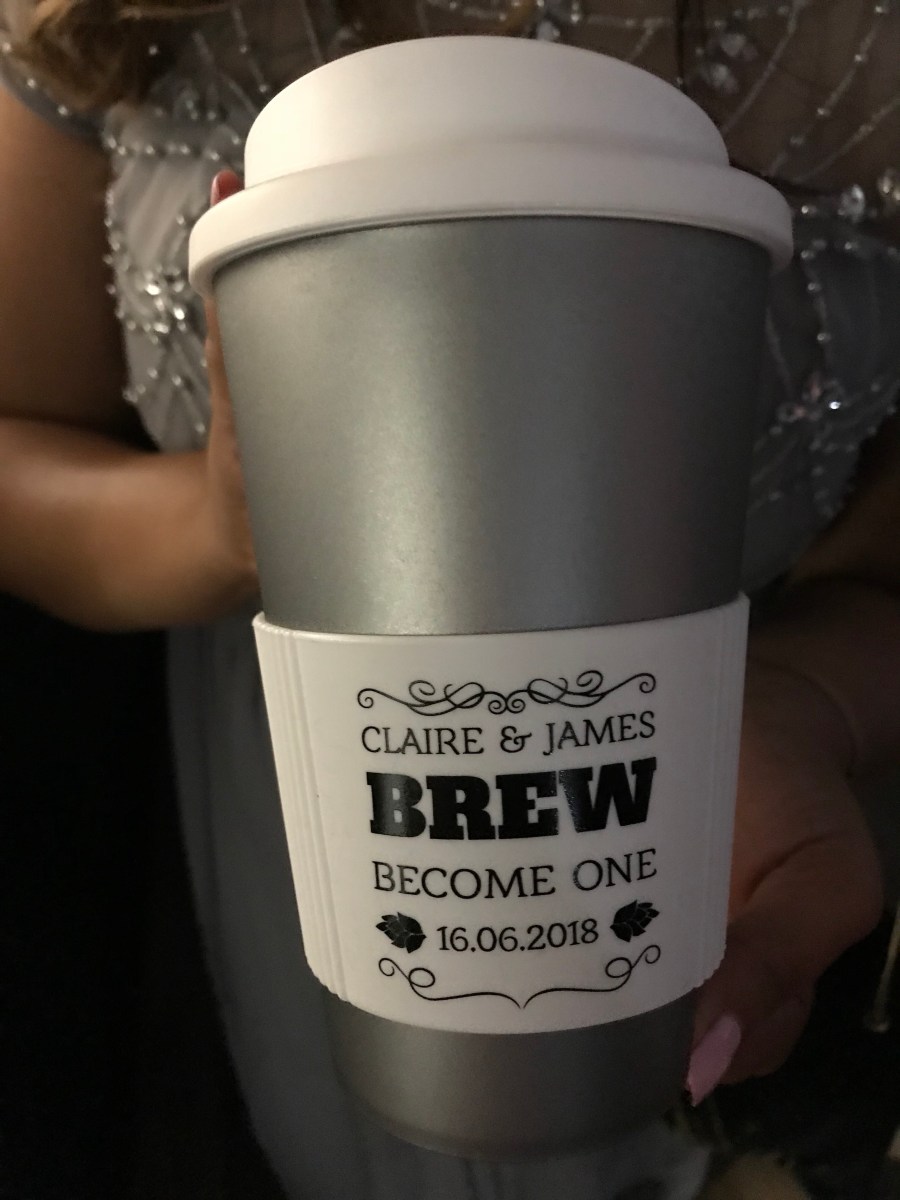 CLAIRE & JAMES
BREW
BECOME ONE
16.06.2018